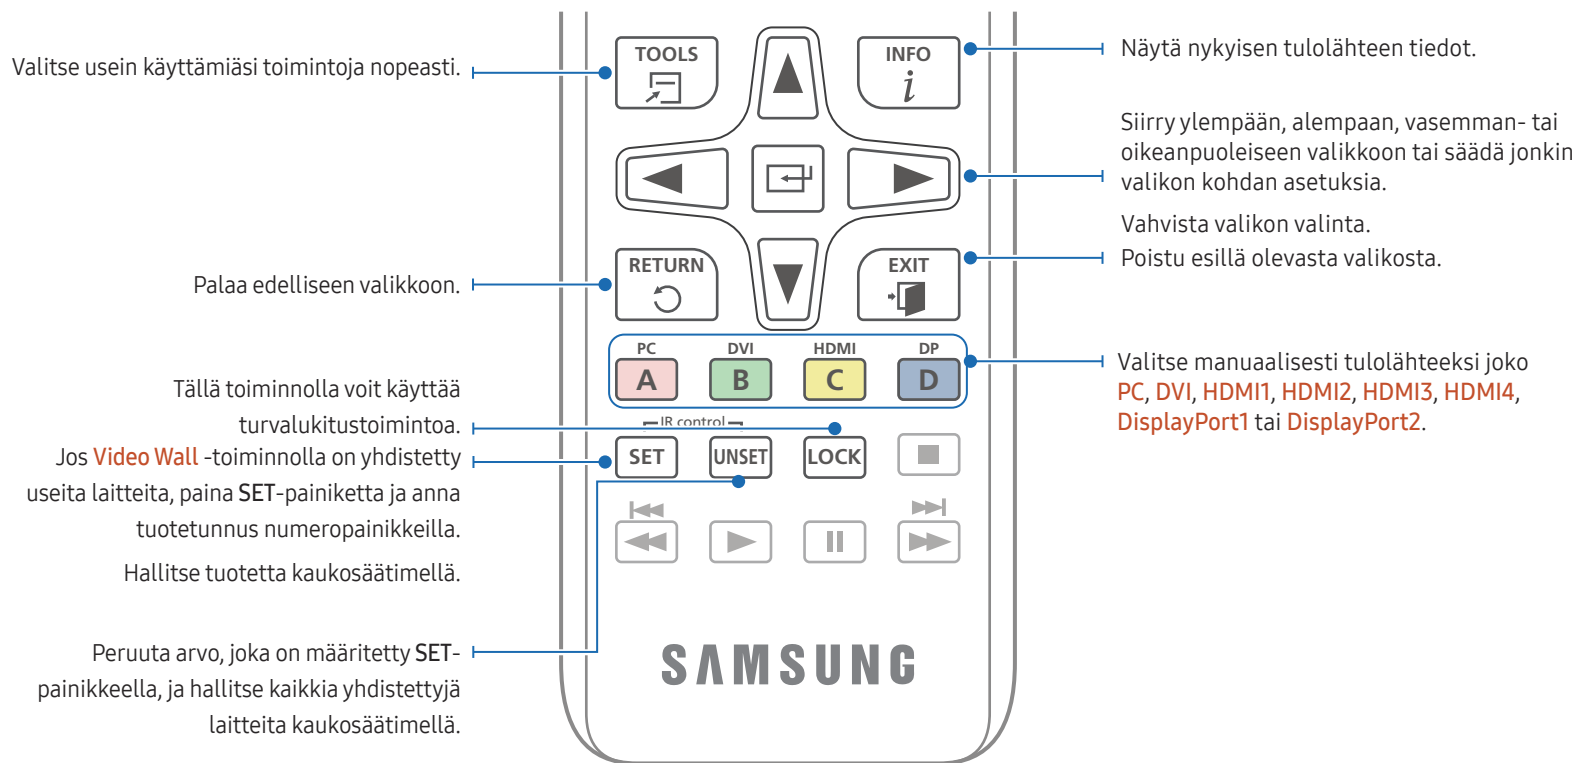 Valitse usein käyttämiäsi toimintoja nopeasti.
Palaa edelliseen valikkoon.
Tällä toiminnolla voit käyttää
turvalukitustoimintoa.
Jos Video Wall -toiminnolla on yhdistetty
useita laitteita, paina SET-painiketta ja anna
tuotetunnus numeropainikkeilla.
Hallitse tuotetta kaukosäätimellä.
Peruuta arvo, joka on määritetty SET-
painikkeella, ja hallitse kaikkia yhdistettyjä
laitteita kaukosäätimellä.
TOOLS
INFO
i
RETURN
EXIT
PC DVI HDMI DP
A B C D
IR control
SET UNSET LOCK
SAMSUNG
Näytä nykyisen tulolähteen tiedot.
Siirry ylempään, alempaan, vasemman- tai
oikeanpuoleiseen valikkoon tai säädä jonkin
valikon kohdan asetuksia.
Vahvista valikon valinta.
Poistu esillä olevasta valikosta.
Valitse manuaalisesti tulolähteeksi joko
PC, DVI, HDMI1, HDMI2, HDMI3, HDMI4,
DisplayPort1 tai DisplayPort2.